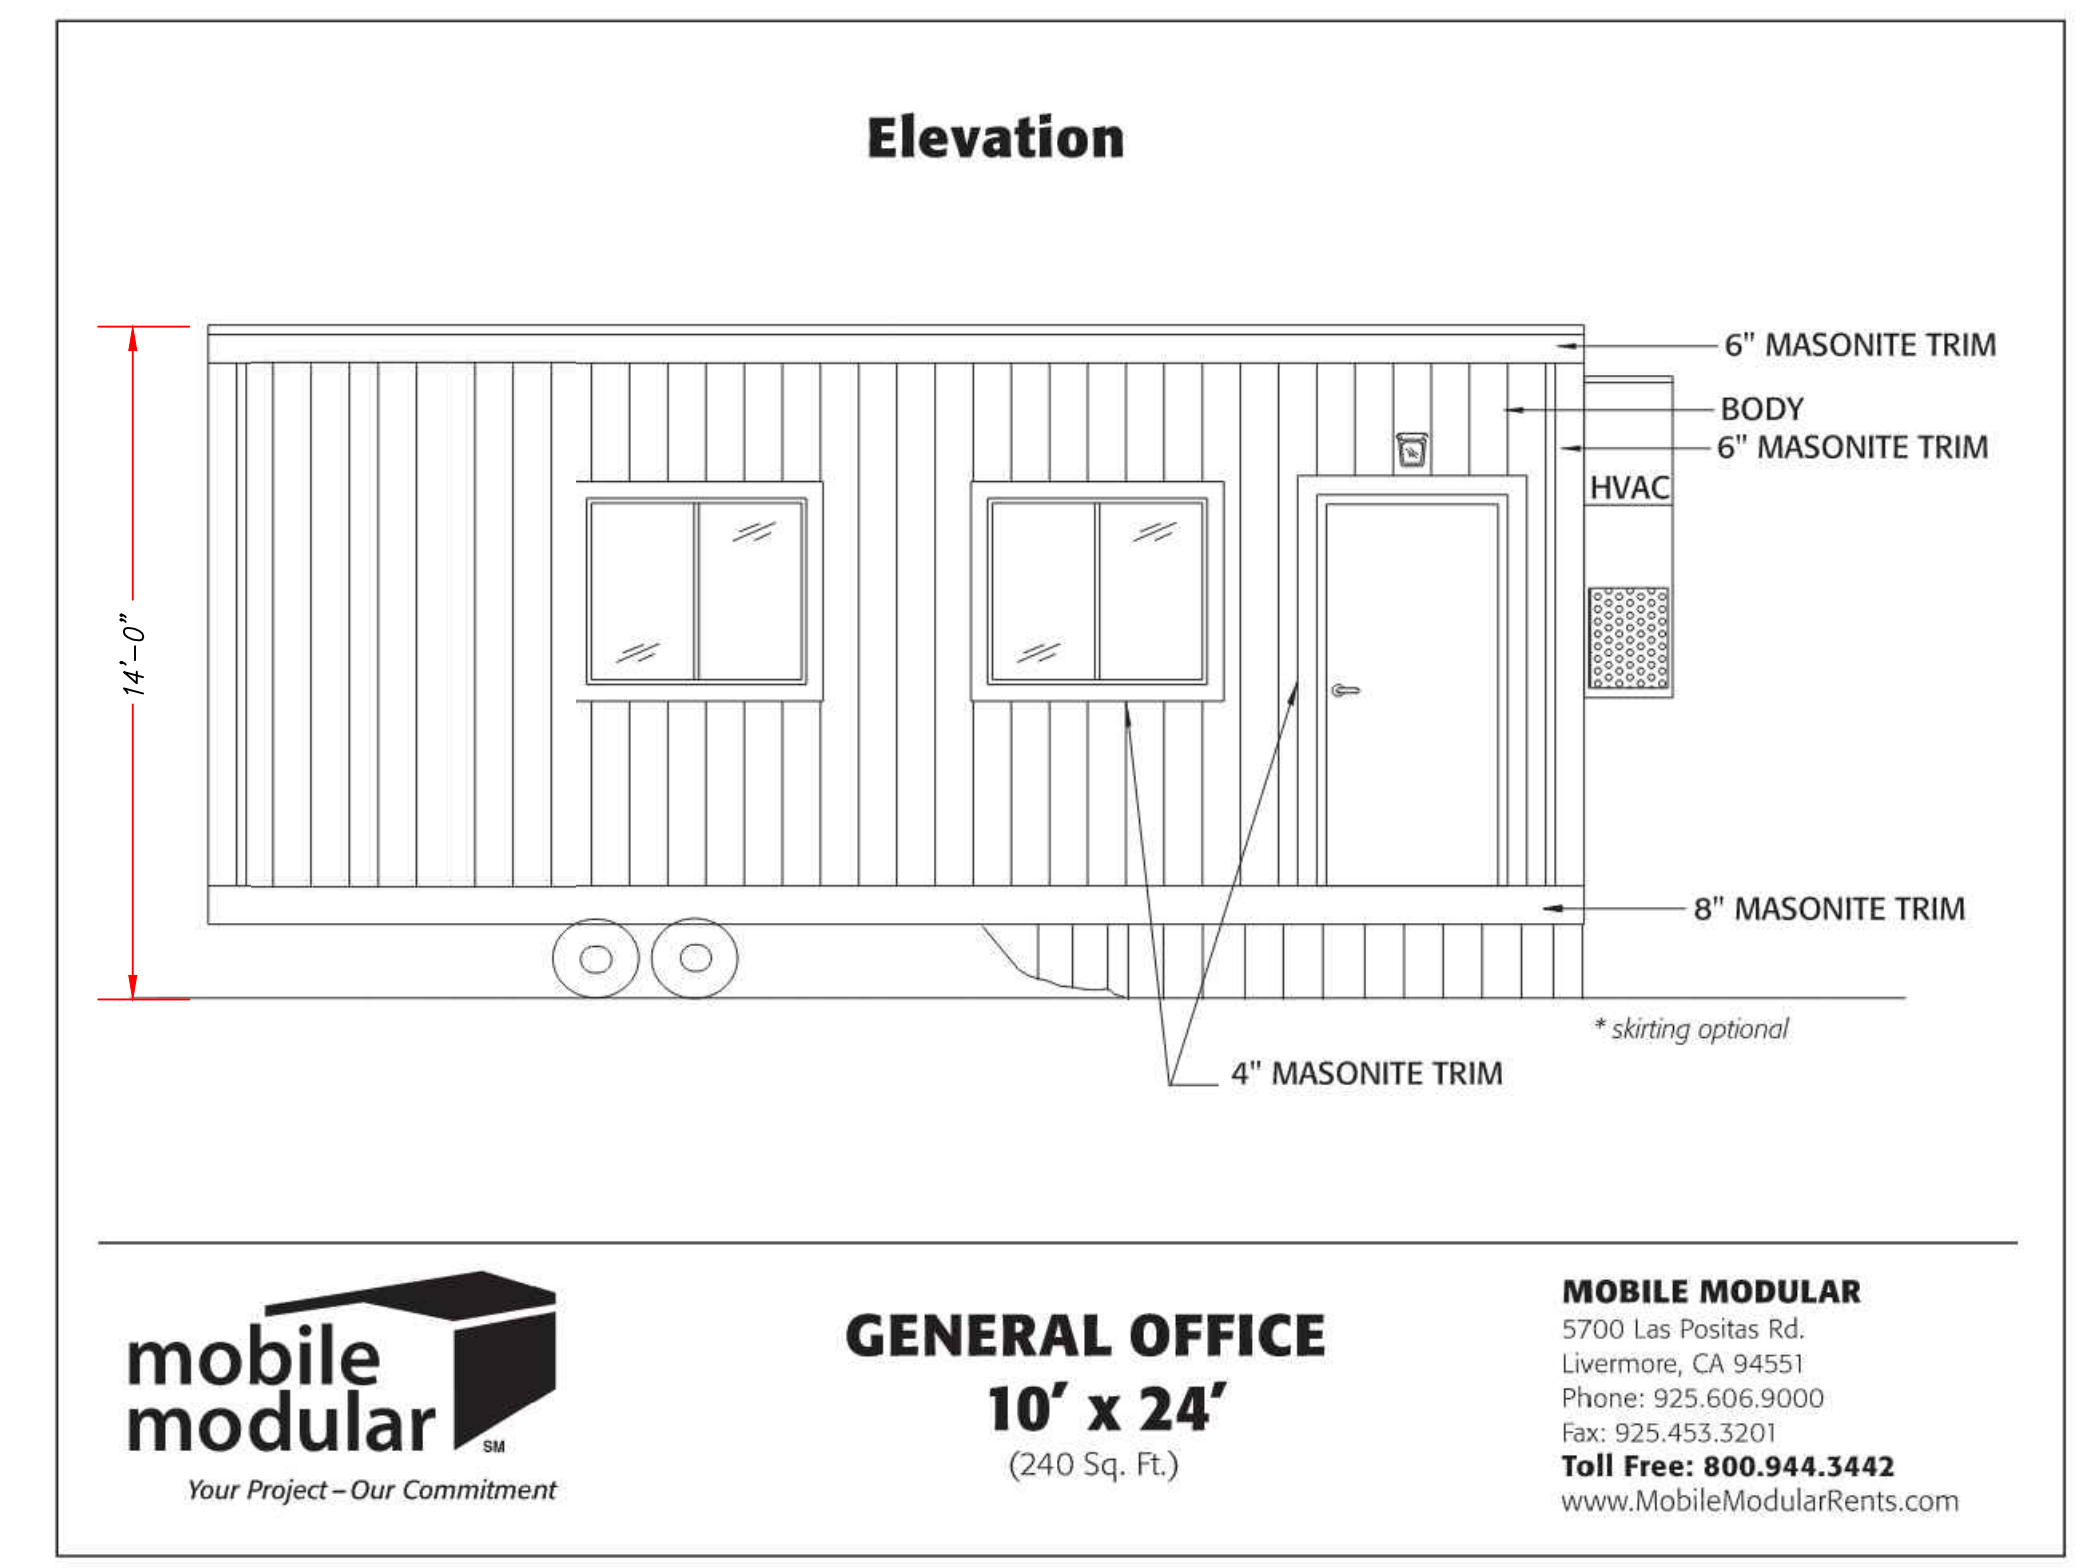 Elevation
6" MASONITE TRIM
BODY
6" MASONITE TRIM
HVAC
14'-0"
8" MASONITE TRIM
* skirting optional
4" MASONITE TRIM
mobile
modular
SM
Your Project – Our Commitment
GENERAL OFFICE
10' x 24'
(240 Sq. Ft.)
MOBILE MODULAR
5700 Las Positas Rd.
Livermore, CA 94551
Phone: 925.606.9000
Fax: 925.453.3201
Toll Free: 800.944.3442
www.MobileModularRents.com